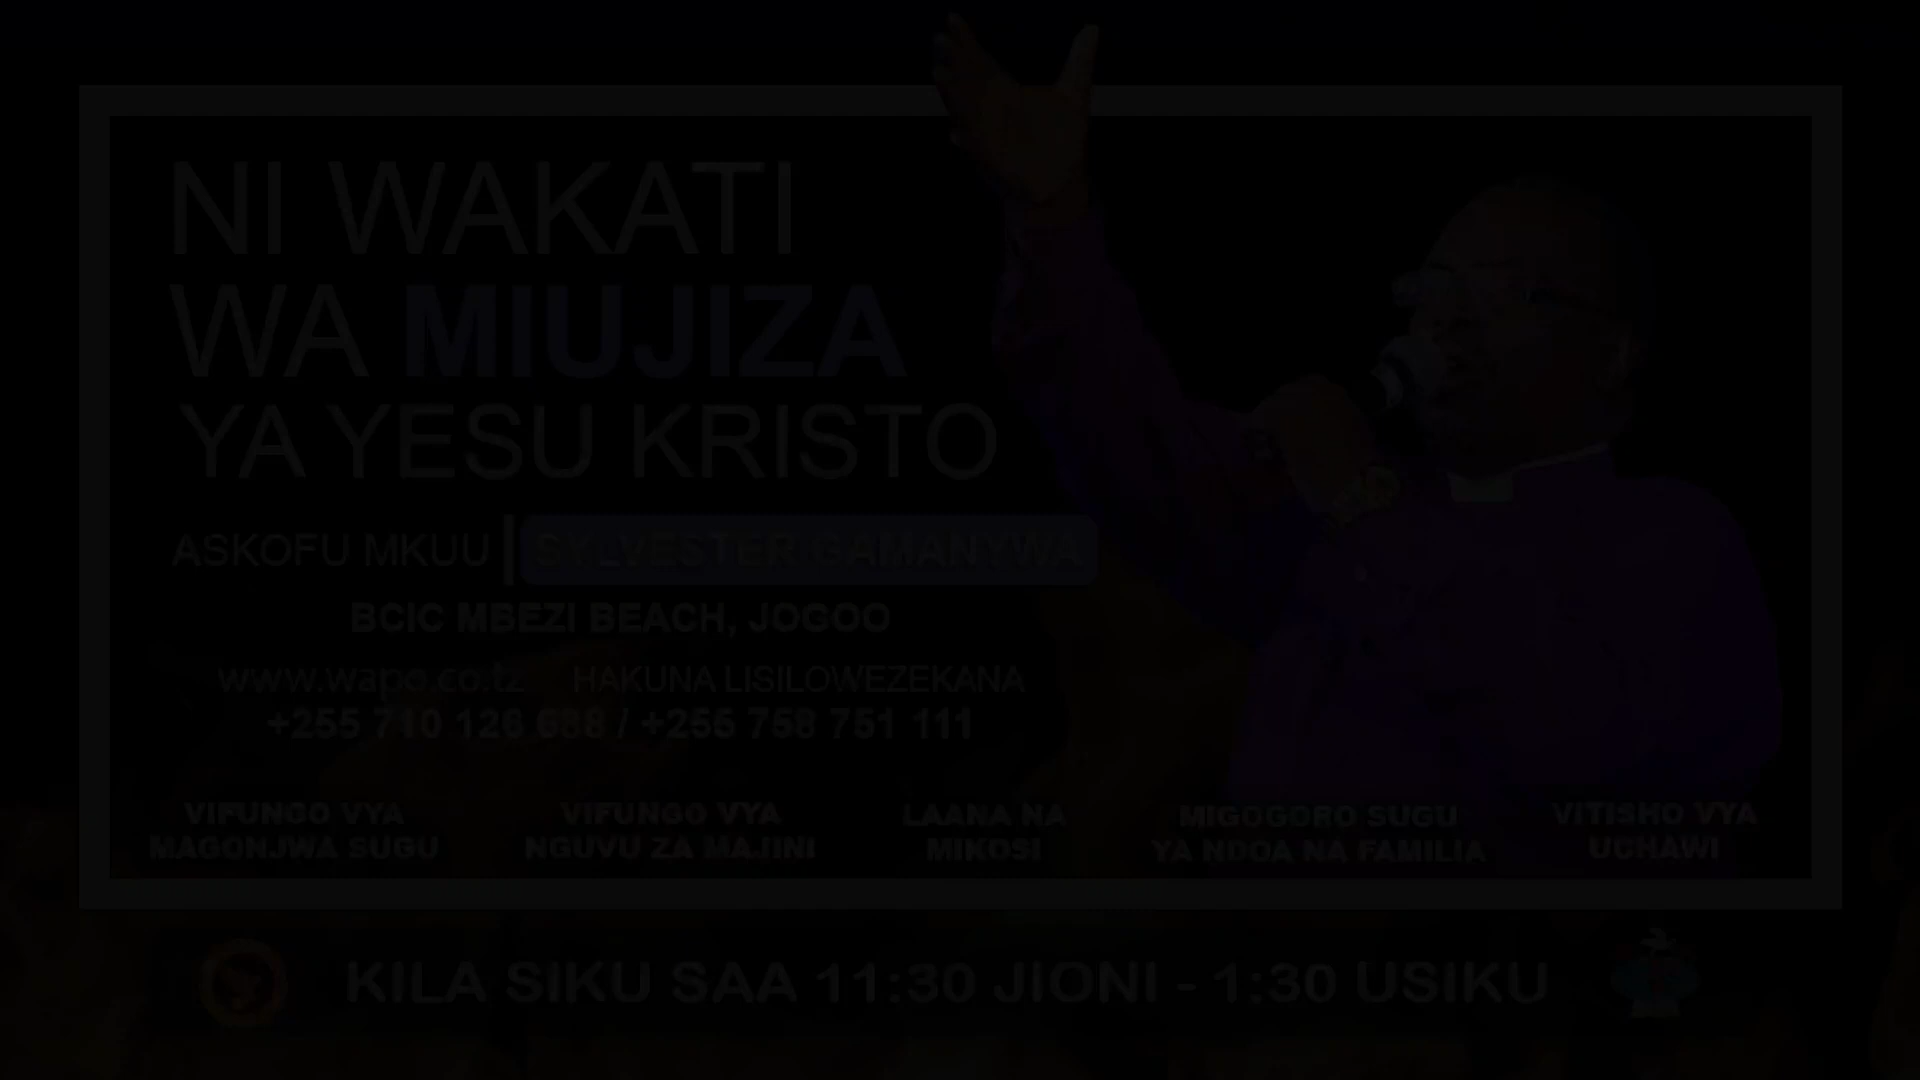 NI WAKATI
WA MIUJIZA
YA YESU KRISTO
ASKOFU MKUU SYLVESTER GAMANYWA
BCIC MBEZI BEACH, JOGOO
www.wapo.co.tz HAKUNA LISILOWEZEKANA
+255 710 126 688 / +255 758 751 111
VIFUNGO VYA
MAGONJWA SUGU
VIFUNGO VYA
NGUVU ZA MAJINI
LAANA NA
MIKOSI
MIGOGORO SUGU
YA NDOA NA FAMILIA
VITISHO VYA
UCHAWI
KILA SIKU SAA 11:30 JIONI - 1:30 USIKU